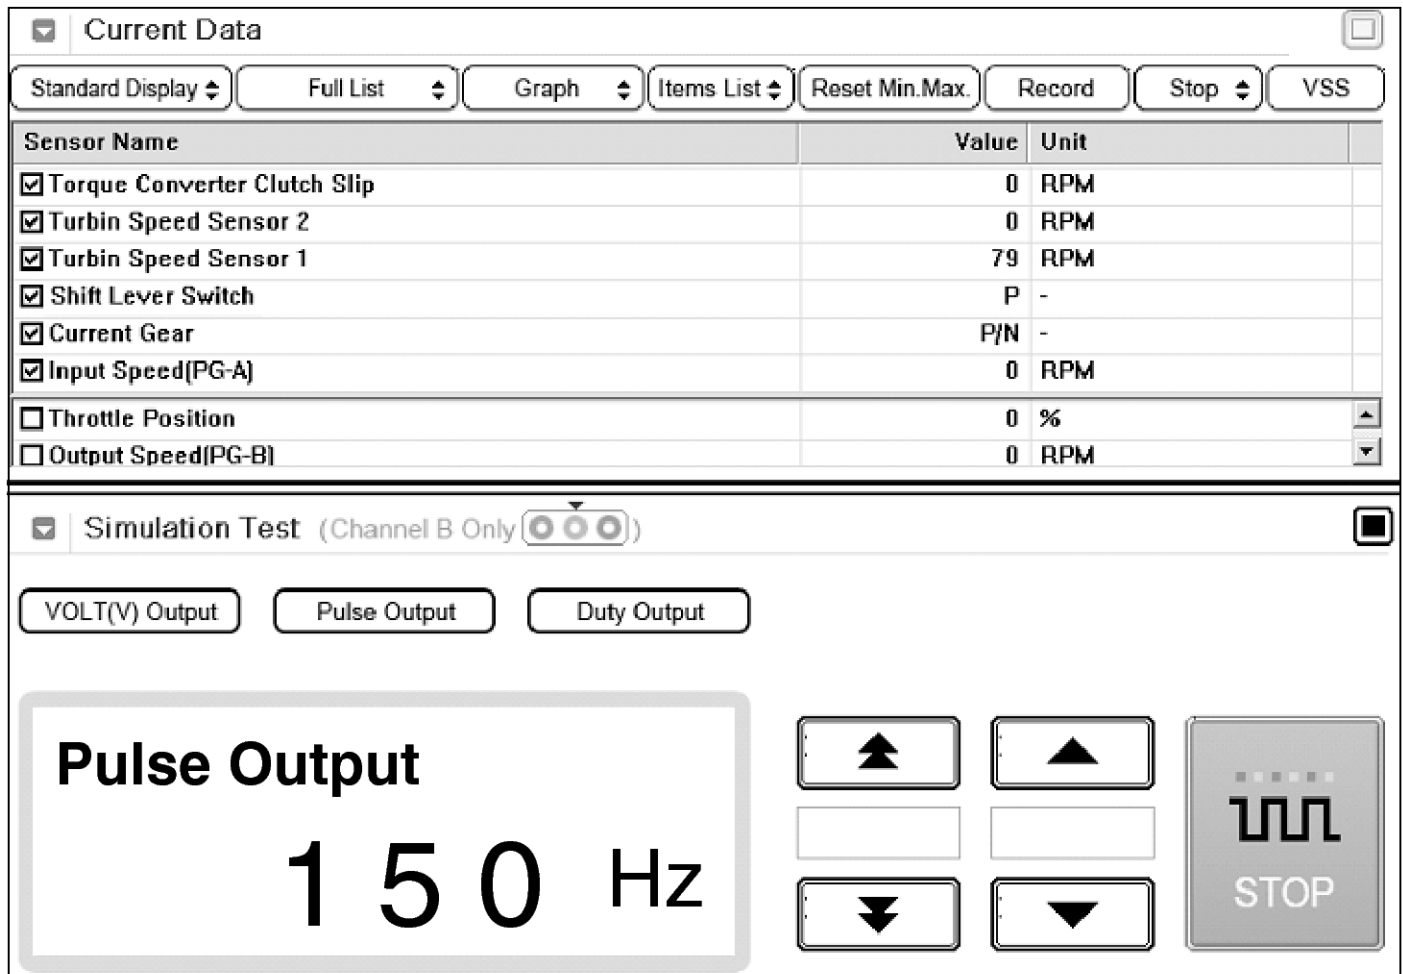 Current Data
Standard Display Full List Graph Items List Reset Min.Max. Record Stop VSS
Sensor Name Value Unit
Torque Converter Clutch Slip 0 RPM
Turbin Speed Sensor 2 0 RPM
Turbin Speed Sensor 1 79 RPM
Shift Lever Switch P -
Current Gear P/N -
Input Speed(PG-A) 0 RPM
Throttle Position 0 %
Output Speed(PG-B) 0 RPM
Simulation Test (Channel B Only )
VOLT(V) Output Pulse Output Duty Output
Pulse Output
150 Hz
STOP